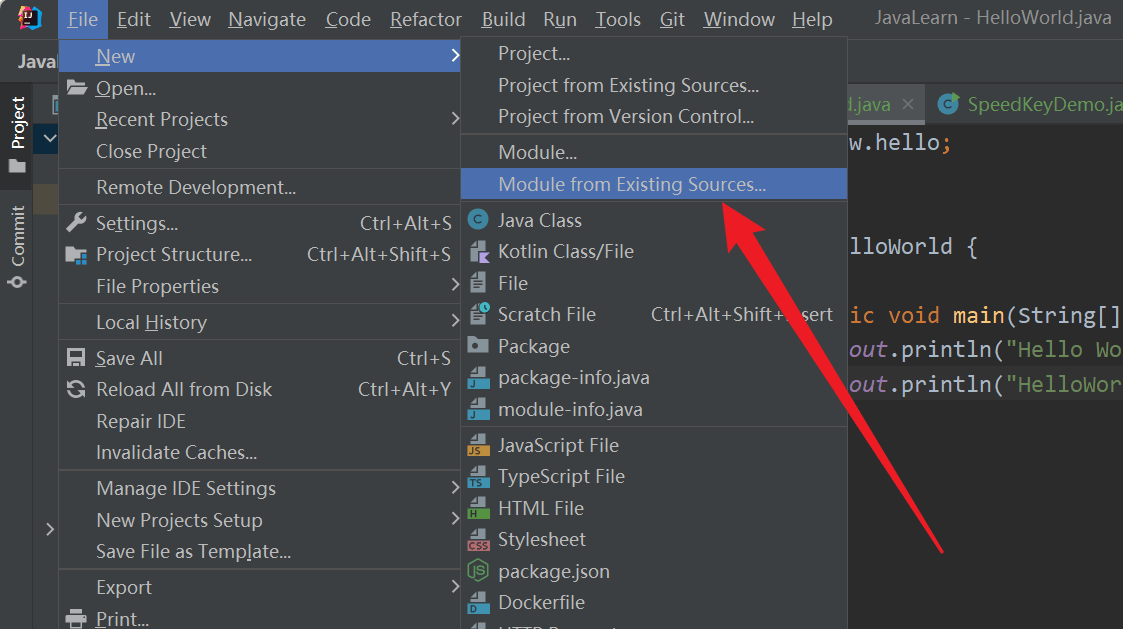 File Edit View Navigate Code Refactor Build Run Tools Git Window Help JavaLearn - HelloWorld.java
Java
Project
Commit
New
Open...
Recent Projects
Close Project
Remote Development...
Settings... Ctrl+Alt+S
Project Structure... Ctrl+Alt+Shift+S
File Properties
Local History
Save All Ctrl+S
Reload All from Disk Ctrl+Alt+Y
Repair IDE
Invalidate Caches...
Manage IDE Settings
New Projects Setup
Save File as Template...
Export
Print...
Project...
Project from Existing Sources...
Project from Version Control...
Module...
Module from Existing Sources...
Java Class
Kotlin Class/File
File
Scratch File Ctrl+Alt+Shift+
Package
package-info.java
module-info.java
JavaScript File
TypeScript File
HTML File
Stylesheet
package.json
Dockerfile
d.java SpeedKeyDemo.ja
w.hello;
lloWorld {
ic void main(String[]
out.println("Hello Wo
out.println("HelloWor